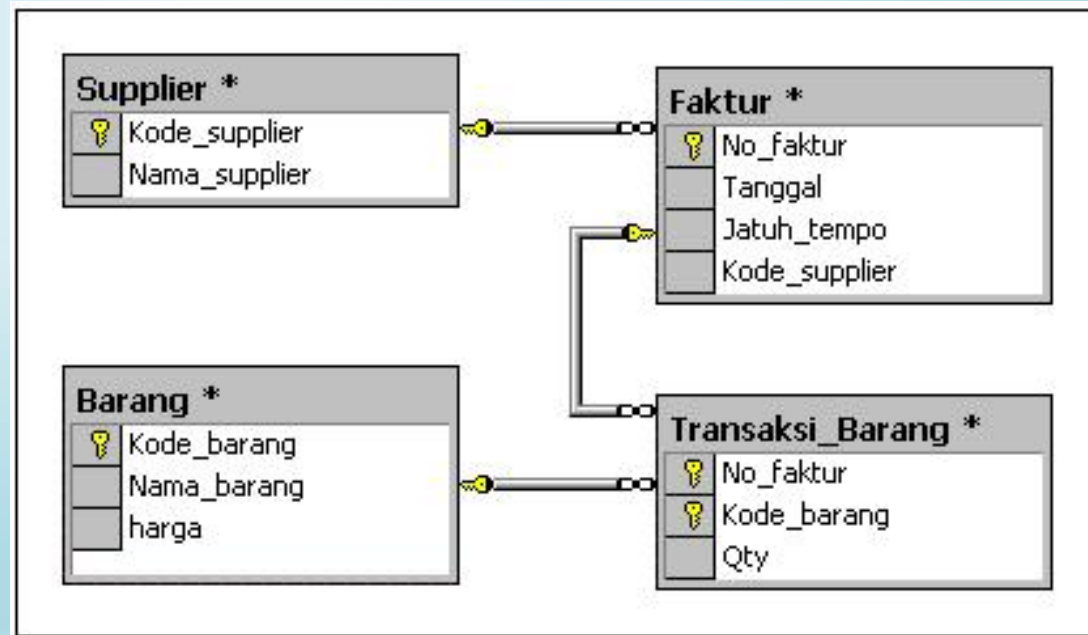 Supplier *
Kode_supplier
Nama_supplier
Faktur *
No_faktur
Tanggal
Jatuh_tempo
Kode_supplier
Barang *
Kode_barang
Nama_barang
harga
Transaksi_Barang *
No_faktur
Kode_barang
Qty